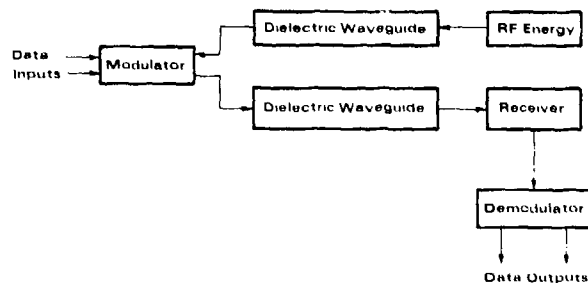 Dielectric Waveguide
RF Energy
Data
Inputs
Modulator
Dielectric Waveguide
Receiver
Demodulator
Data Outputs